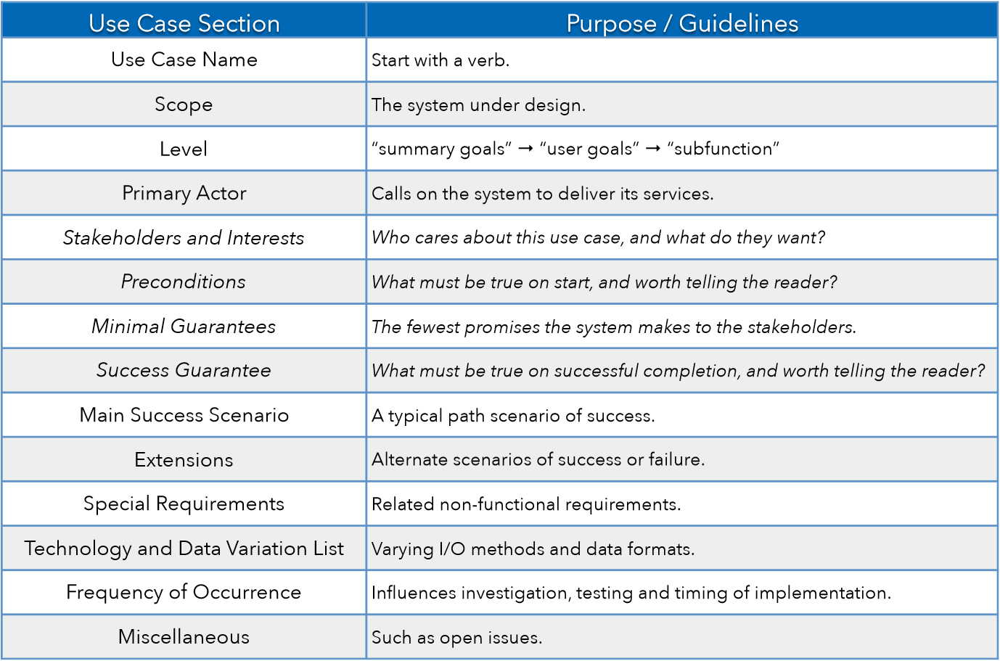 Use Case Section Purpose / Guidelines
Use Case Name Start with a verb.
Scope The system under design.
Level “summary goals” → “user goals” → “subfunction”
Primary Actor Calls on the system to deliver its services.
Stakeholders and Interests Who cares about this use case, and what do they want?
Preconditions What must be true on start, and worth telling the reader?
Minimal Guarantees The fewest promises the system makes to the stakeholders.
Success Guarantee What must be true on successful completion, and worth telling the reader?
Main Success Scenario A typical path scenario of success.
Extensions Alternate scenarios of success or failure.
Special Requirements Related non-functional requirements.
Technology and Data Variation List Varying I/O methods and data formats.
Frequency of Occurrence Influences investigation, testing and timing of implementation.
Miscellaneous Such as open issues.